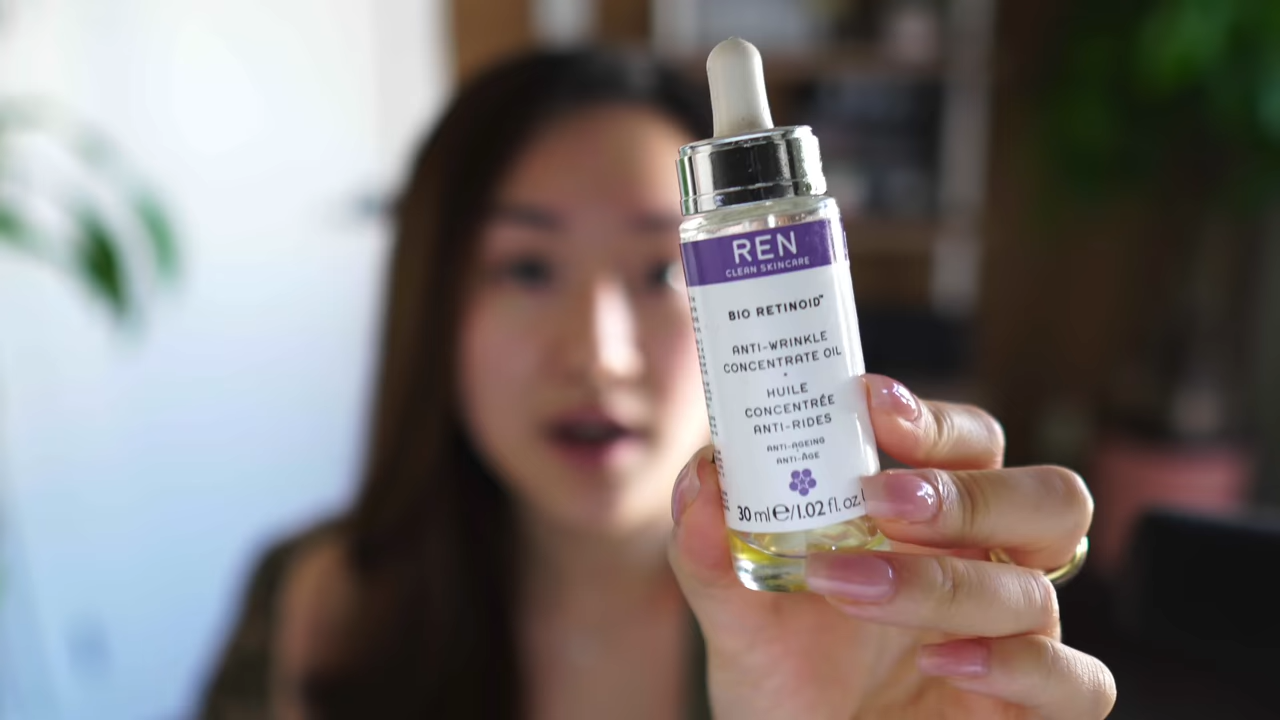 REN
CLEAN SKINCARE
BIO RETINOID™
ANTI-WRINKLE
CONCENTRATE OIL
•
HUILE
CONCENTRÉE
ANTI-RIDES
ANTI-AGEING
ANTI-ÂGE
30 ml ℮/1.02 fl. oz.